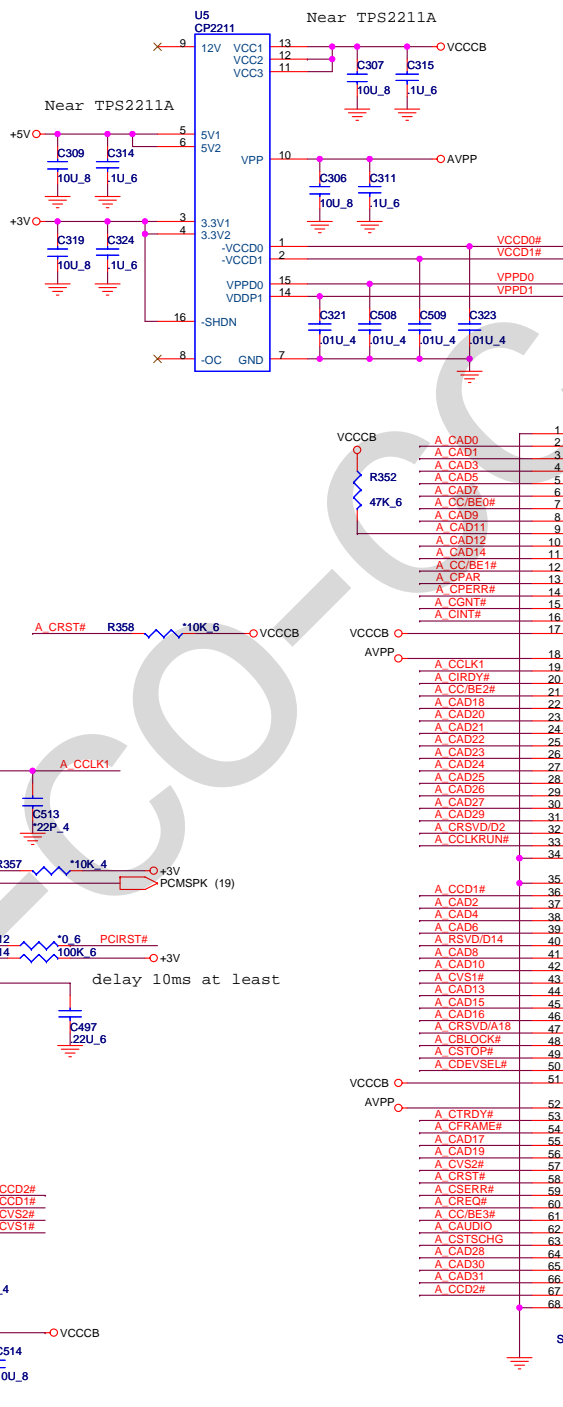 U5
CP2211
Near TPS2211A
9 12V VCC1 13 VCCCB
VCC2 12
VCC3 11
C307 C315
10U_8 .1U_6
Near TPS2211A
+5V 5 5V1
6 5V2
C309 C314
10U_8 .1U_6
VPP 10 AVPP
C306 C311
10U_8 .1U_6
+3V 3 3.3V1
4 3.3V2
C319 C324
10U_8 .1U_6
-VCCD0 1 VCCD0#
-VCCD1 2 VCCD1#
VPPD0 15 VPPD0
VDDP1 14 VPPD1
16 -SHDN
C321 C508 C509 C323
.01U_4 .01U_4 .01U_4 .01U_4
8 -OC GND 7
VCCCB
R352
47K_6
1
A_CAD0 2
A_CAD1 3
A_CAD3 4
A_CAD5 5
A_CAD7 6
A_CC/BE0# 7
A_CAD9 8
A_CAD11 9
A_CAD12 10
A_CAD14 11
A_CC/BE1# 12
A_CPAR 13
A_CPERR# 14
A_CGNT# 15
A_CINT# 16
VCCCB 17
A_CRST# R358 *10K_6 VCCCB
AVPP 18
A_CCLK1 19
A_CIRDY# 20
A_CC/BE2# 21
A_CAD18 22
A_CAD20 23
A_CAD21 24
A_CAD22 25
A_CAD23 26
A_CAD24 27
A_CAD25 28
A_CAD26 29
A_CAD27 30
A_CAD29 31
A_CRSVD/D2 32
A_CCLKRUN# 33
34
A_CCLK1
C513
*22P_4
R357 *10K_4 +3V
PCMSPK (19)
12 *0_6 PCIRST#
14 100K_6 +3V
delay 10ms at least
C497
.22U_6
35
A_CCD1# 36
A_CAD2 37
A_CAD4 38
A_CAD6 39
A_RSVD/D14 40
A_CAD8 41
A_CAD10 42
A_CVS1# 43
A_CAD13 44
A_CAD15 45
A_CAD16 46
A_CRSVD/A18 47
A_CBLOCK# 48
A_CSTOP# 49
A_CDEVSEL# 50
VCCCB 51
AVPP 52
A_CTRDY# 53
A_CFRAME# 54
A_CAD17 55
A_CAD19 56
A_CVS2# 57
A_CRST# 58
A_CSERR# 59
A_CREQ# 60
A_CC/BE3# 61
A_CAUDIO 62
A_CSTSCHG 63
A_CAD28 64
A_CAD30 65
A_CAD31 66
A_CCD2# 67
68
CCD2#
CCD1#
CVS2#
CVS1#
4
VCCCB
C514
0U_8
S